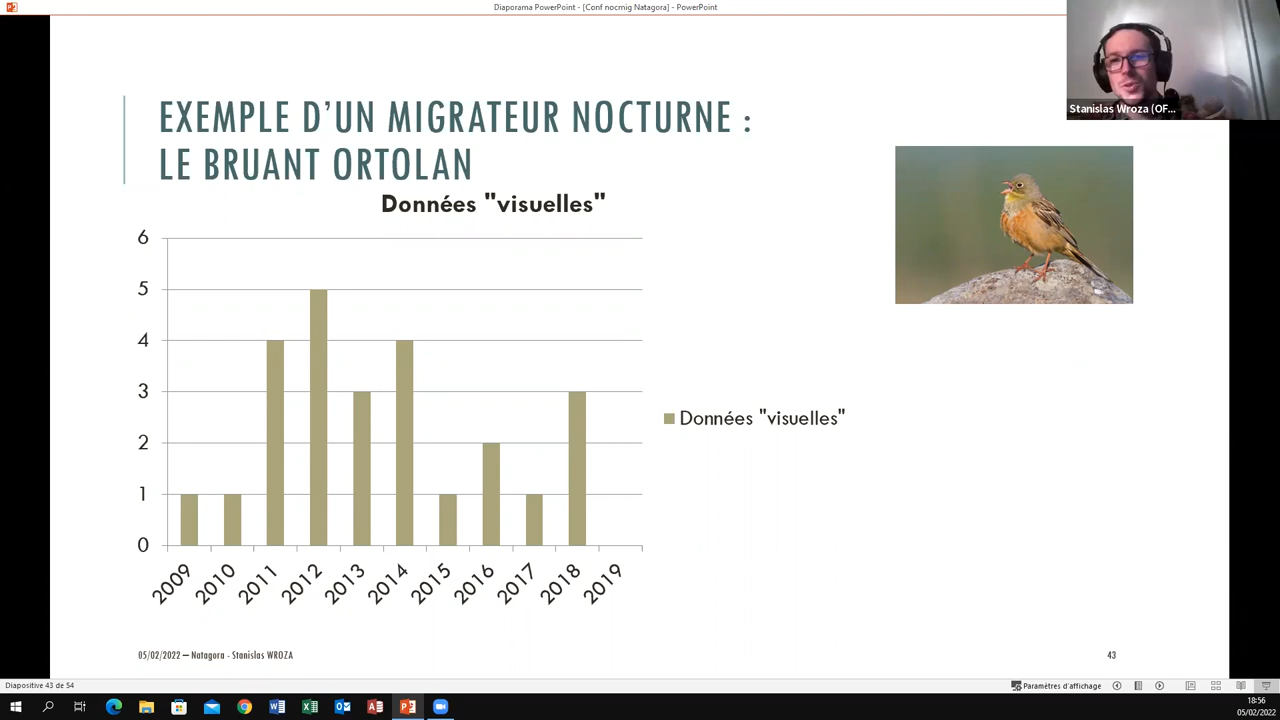 Diaporama PowerPoint - [Conf nocmig Natagora] - PowerPoint
Stanislas Wroza (OF...
EXEMPLE D'UN MIGRATEUR NOCTURNE :
LE BRUANT ORTOLAN
Données "visuelles"
6
5
4
3
2
1
0
2009 2010 2011 2012 2013 2014 2015 2016 2017 2018 2019
Données "visuelles"
05/02/2022 – Natagora - Stanislas WROZA
43
Diapositive 43 de 54
Paramètres d'affichage
18:56
05/02/2022